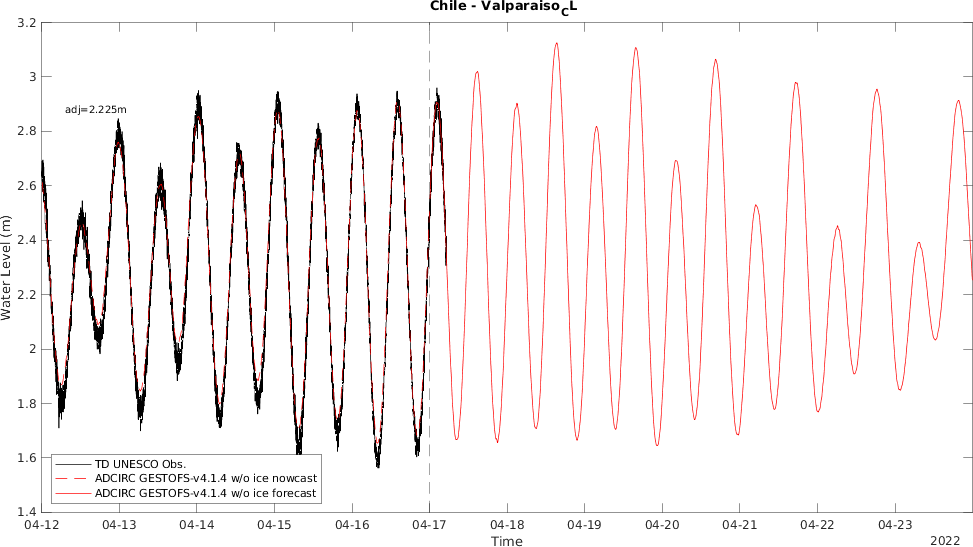 Chile - Valparaiso_CL
3.2
3
2.8
2.6
2.4
2.2
2
1.8
1.6
1.4
Water Level (m)
adj=2.225m
TD UNESCO Obs.
ADCIRC GESTOFS-v4.1.4 w/o ice nowcast
ADCIRC GESTOFS-v4.1.4 w/o ice forecast
04-12 04-13 04-14 04-15 04-16 04-17 04-18 04-19 04-20 04-21 04-22 04-23
Time
2022